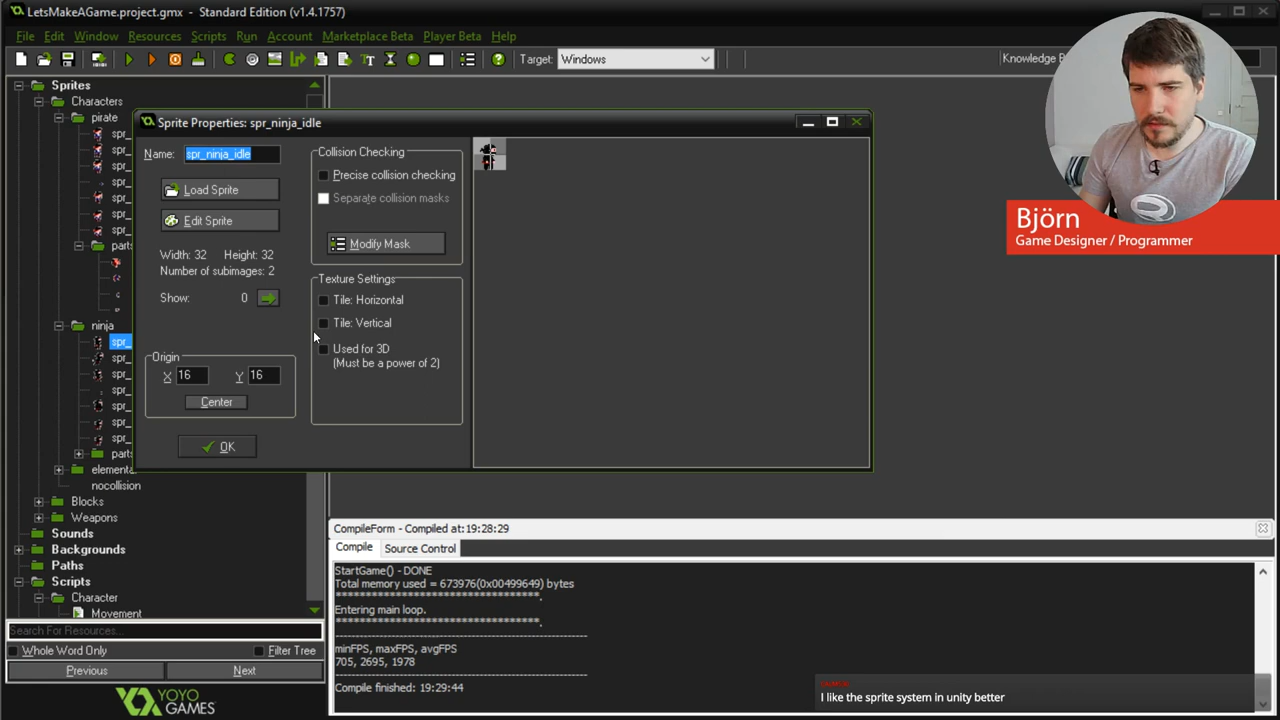 LetsMakeAGame.project.gmx - Standard Edition (v1.4.1757)
File Edit Window Resources Scripts Run Account Marketplace Beta Player Beta Help
Target: Windows
Knowledge B
Sprites
Characters
pirate
spr_
spr_
spr_
spr_
spr_
spr_
spr_
parts
ninja
spr_
spr_
spr_
spr_
spr_
spr_
spr_
parts
elementa
nocollision
Blocks
Weapons
Sounds
Backgrounds
Paths
Scripts
Character
Movement
Search For Resources...
Whole Word Only
Filter Tree
Previous
Next
YOYO
GAMES
Sprite Properties: spr_ninja_idle
Name: spr_ninja_idle
Load Sprite
Edit Sprite
Width: 32 Height: 32
Number of subimages: 2
Show: 0
Origin
X 16 Y 16
Center
OK
Collision Checking
Precise collision checking
Separate collision masks
Modify Mask
Texture Settings
Tile: Horizontal
Tile: Vertical
Used for 3D
(Must be a power of 2)
Björn
Game Designer / Programmer
CompileForm - Compiled at: 19:28:29
Compile Source Control
StartGame() - DONE
Total memory used = 673976(0x00499649) bytes
**********************************.
Entering main loop.
**********************************.
---------------------------------------------------------------
minFPS, maxFPS, avgFPS
705, 2695, 1978
---------------------------------------------------------------
Compile finished: 19:29:44
I like the sprite system in unity better